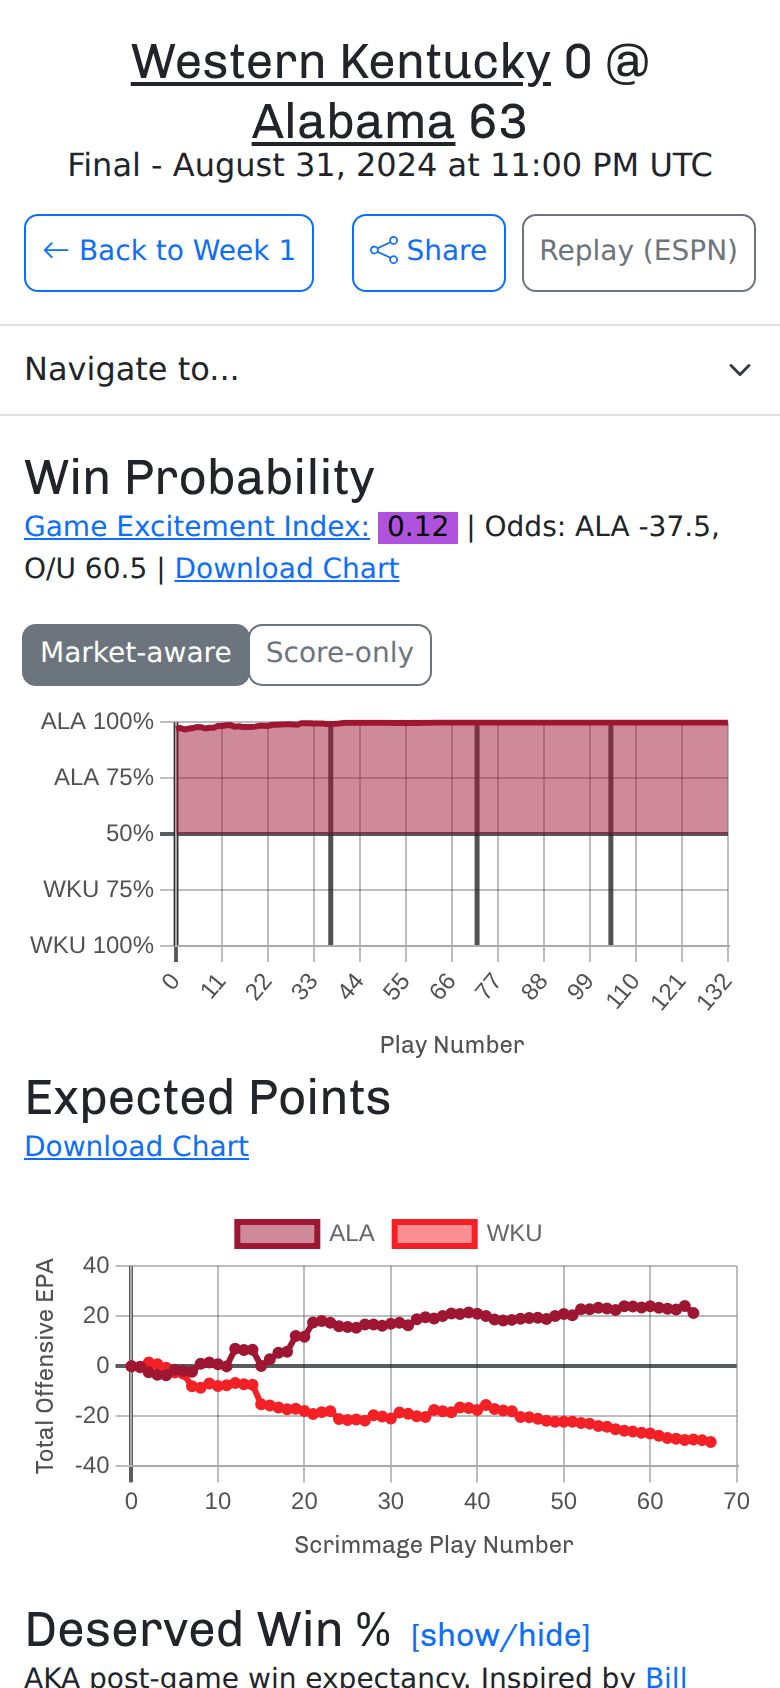 Western Kentucky 0 @
Alabama 63
Final - August 31, 2024 at 11:00 PM UTC
← Back to Week 1
Share
Replay (ESPN)
Navigate to...
Win Probability
Game Excitement Index: 0.12 | Odds: ALA -37.5,
O/U 60.5 | Download Chart
Market-aware
Score-only
ALA 100%
ALA 75%
50%
WKU 75%
WKU 100%
0 11 22 33 44 55 66 77 88 99 110 121 132
Play Number
Expected Points
Download Chart
ALA WKU
Total Offensive EPA
40
20
0
-20
-40
0 10 20 30 40 50 60 70
Scrimmage Play Number
Deserved Win % [show/hide]
AKA post-game win expectancy. Inspired by Bill